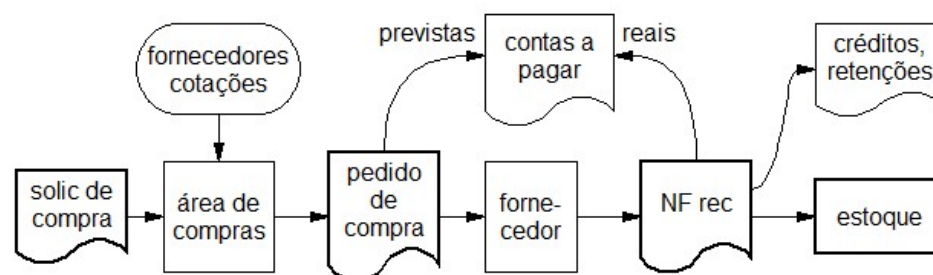 fornecedores
cotações
previstas
contas a
pagar
reais
créditos,
retenções
solic de
compra
área de
compras
pedido
de
compra
forne-
cedor
NF rec
estoque